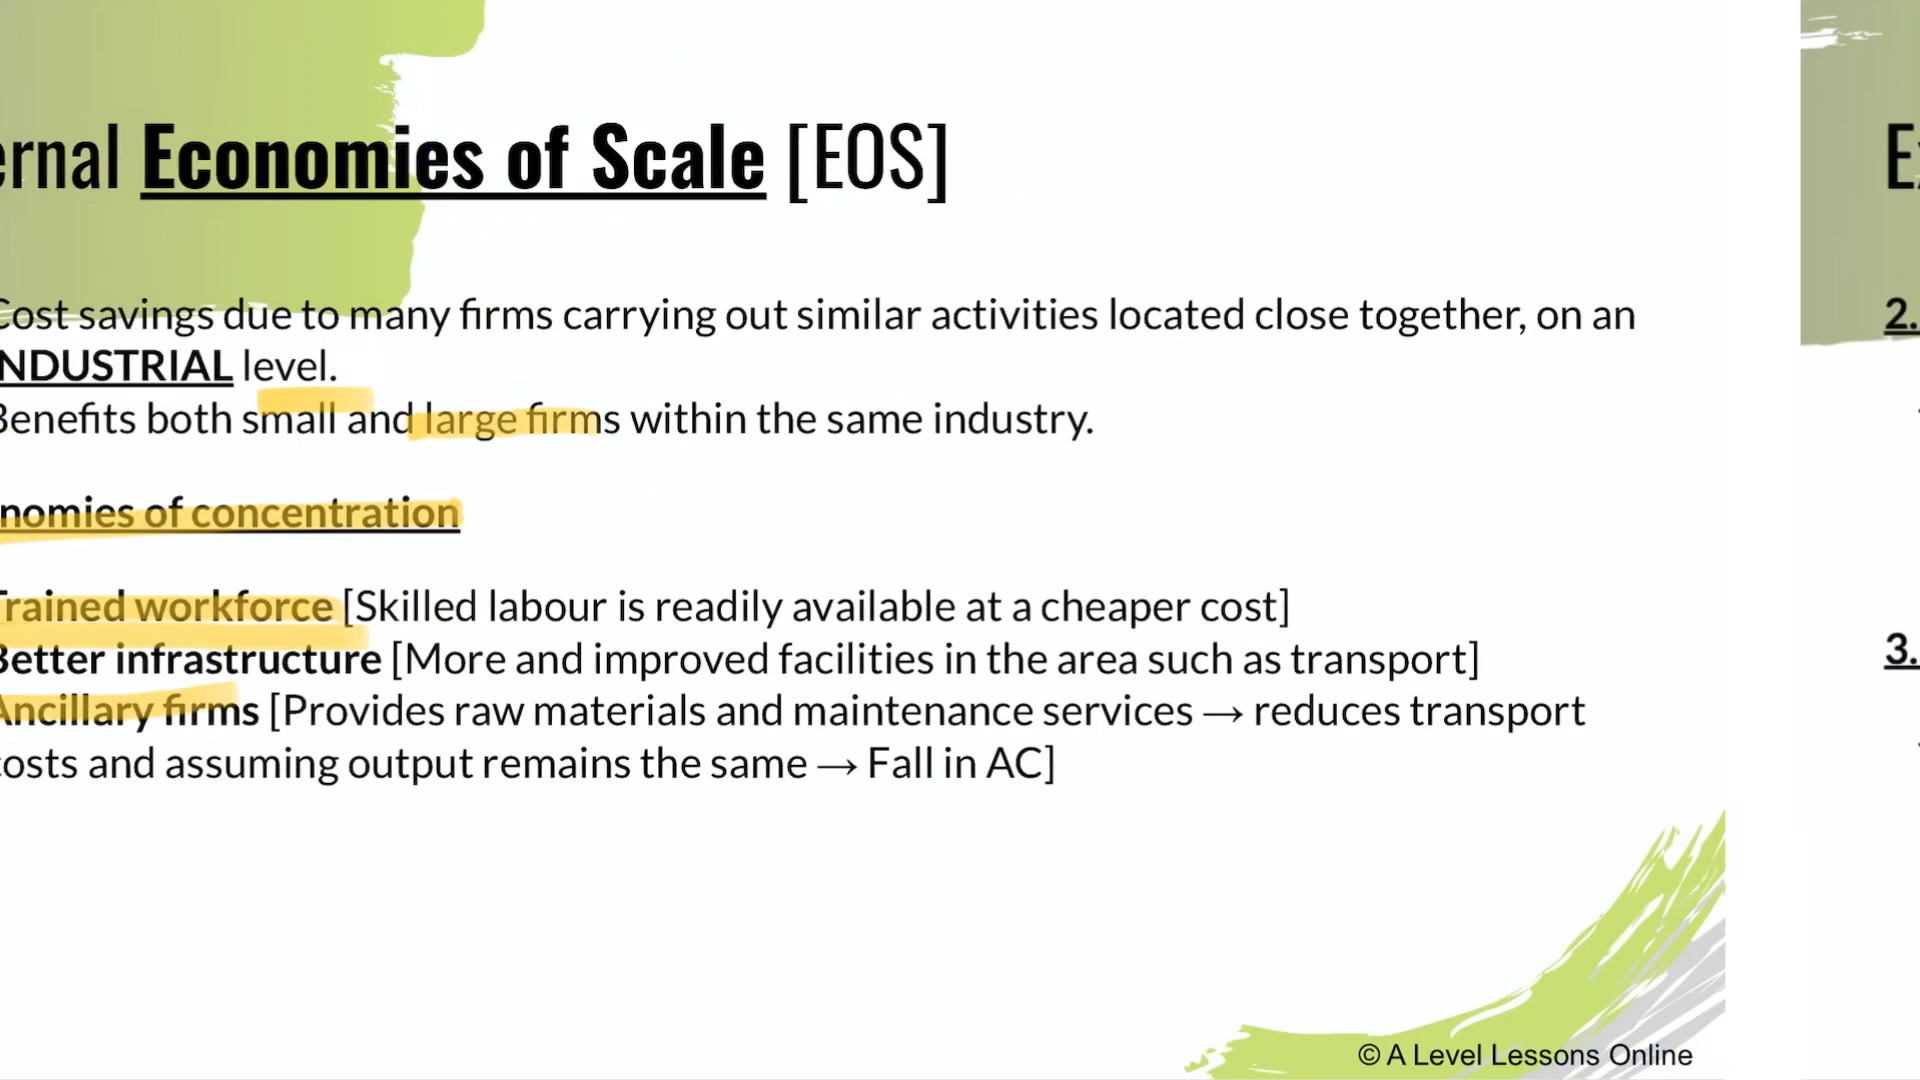 ernal Economies of Scale [EOS]
Cost savings due to many firms carrying out similar activities located close together, on an
NDUSTRIAL level.
Benefits both small and large firms within the same industry.
nomies of concentration
Trained workforce [Skilled labour is readily available at a cheaper cost]
Better infrastructure [More and improved facilities in the area such as transport]
Ancillary firms [Provides raw materials and maintenance services → reduces transport
costs and assuming output remains the same → Fall in AC]
© A Level Lessons Online
2.
3.